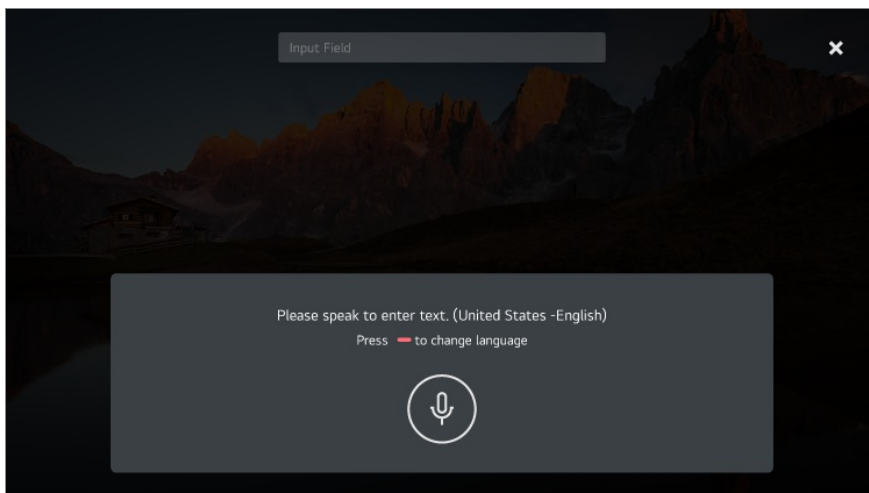 Input Field
Please speak to enter text. (United States -English)
Press to change language